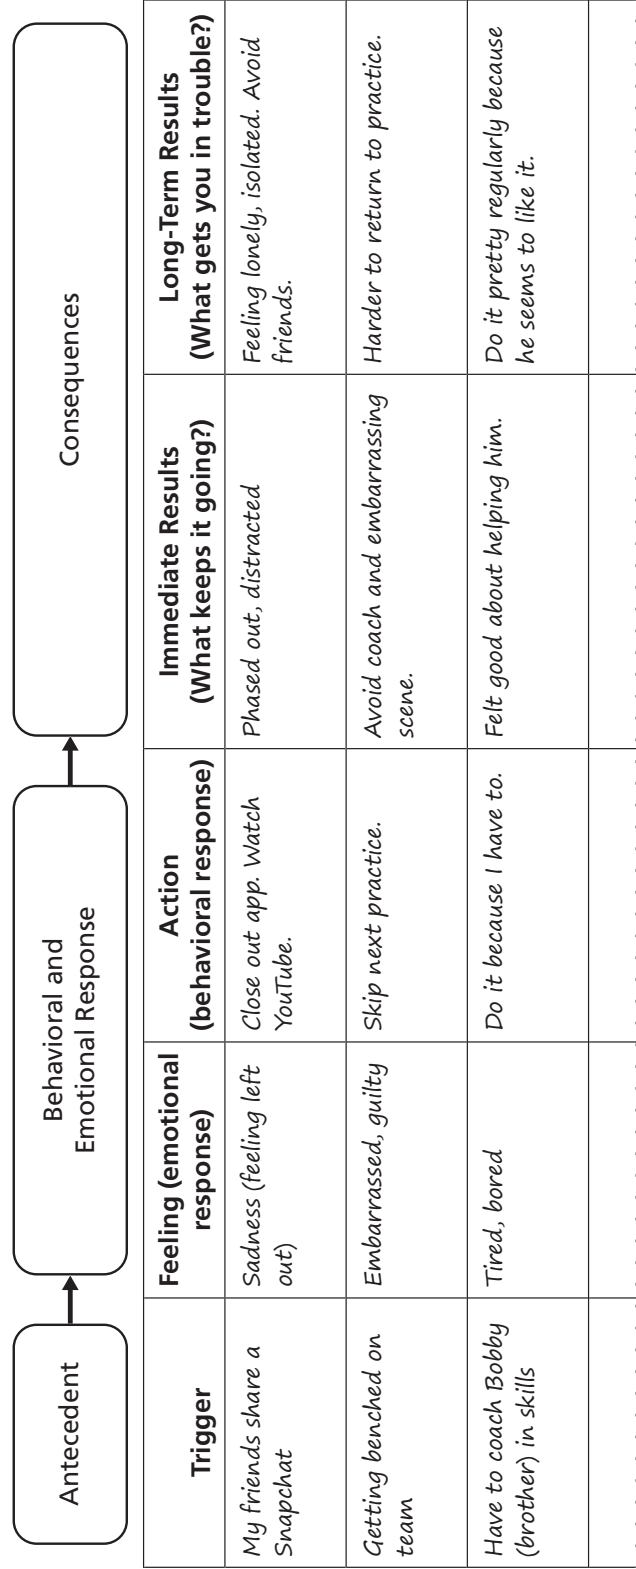 Antecedent
Behavioral and
Emotional Response
Consequences
Trigger
Feeling (emotional
response)
Action
(behavioral response)
Immediate Results
(What keeps it going?)
Long-Term Results
(What gets you in trouble?)
My friends share a
Snapchat
Sadness (feeling left
out)
Close out app. Watch
YouTube.
Phased out, distracted
Feeling lonely, isolated. Avoid
friends.
Getting benched on
team
Embarrassed, guilty
Skip next practice.
Avoid coach and embarrassing
scene.
Harder to return to practice.
Have to coach Bobby
(brother) in skills
Tired, bored
Do it because I have to.
Felt good about helping him.
Do it pretty regularly because
he seems to like it.